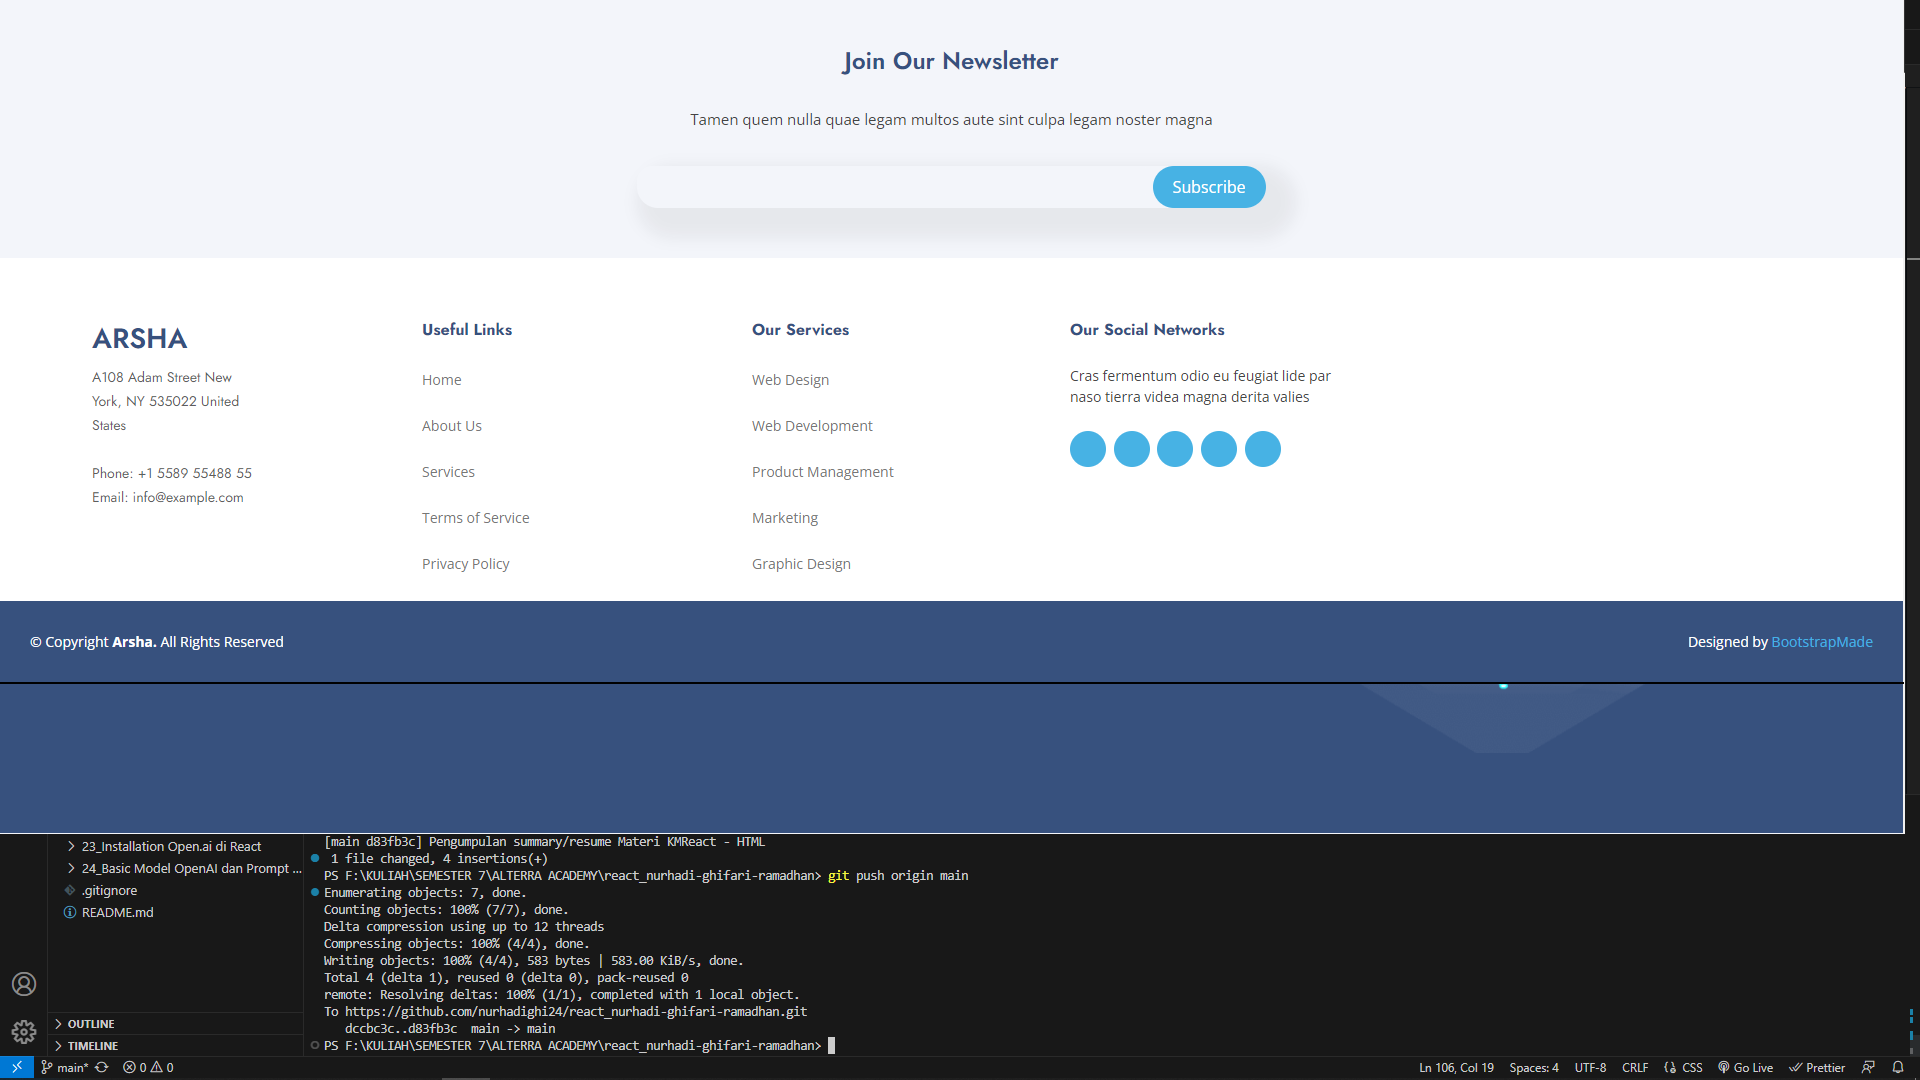 Join Our Newsletter
Tamen quem nulla quae legam multos aute sint culpa legam noster magna
Subscribe
ARSHA
A108 Adam Street New
York, NY 535022 United
States
Phone: +1 5589 55488 55
Email: info@example.com
Useful Links
Home
About Us
Services
Terms of Service
Privacy Policy
Our Services
Web Design
Web Development
Product Management
Marketing
Graphic Design
Our Social Networks
Cras fermentum odio eu feugiat lide par
naso tierra videa magna derita valies
© Copyright Arsha. All Rights Reserved
Designed by BootstrapMade
23_Installation Open.ai di React
24_Basic Model OpenAI dan Prompt ...
.gitignore
README.md
OUTLINE
TIMELINE
[main d83fb3c] Pengumpulan summary/resume Materi KMReact - HTML
1 file changed, 4 insertions(+)
PS F:\KULIAH\SEMESTER 7\ALTERRA ACADEMY\react_nurhadi-ghifari-ramadhan> git push origin main
Enumerating objects: 7, done.
Counting objects: 100% (7/7), done.
Delta compression using up to 12 threads
Compressing objects: 100% (4/4), done.
Writing objects: 100% (4/4), 583 bytes | 583.00 KiB/s, done.
Total 4 (delta 1), reused 0 (delta 0), pack-reused 0
remote: Resolving deltas: 100% (1/1), completed with 1 local object.
To https://github.com/nurhadighi24/react_nurhadi-ghifari-ramadhan.git
dccbc3c..d83fb3c  main -> main
PS F:\KULIAH\SEMESTER 7\ALTERRA ACADEMY\react_nurhadi-ghifari-ramadhan>
main* 0 0 Ln 106, Col 19 Spaces: 4 UTF-8 CRLF CSS Go Live Prettier